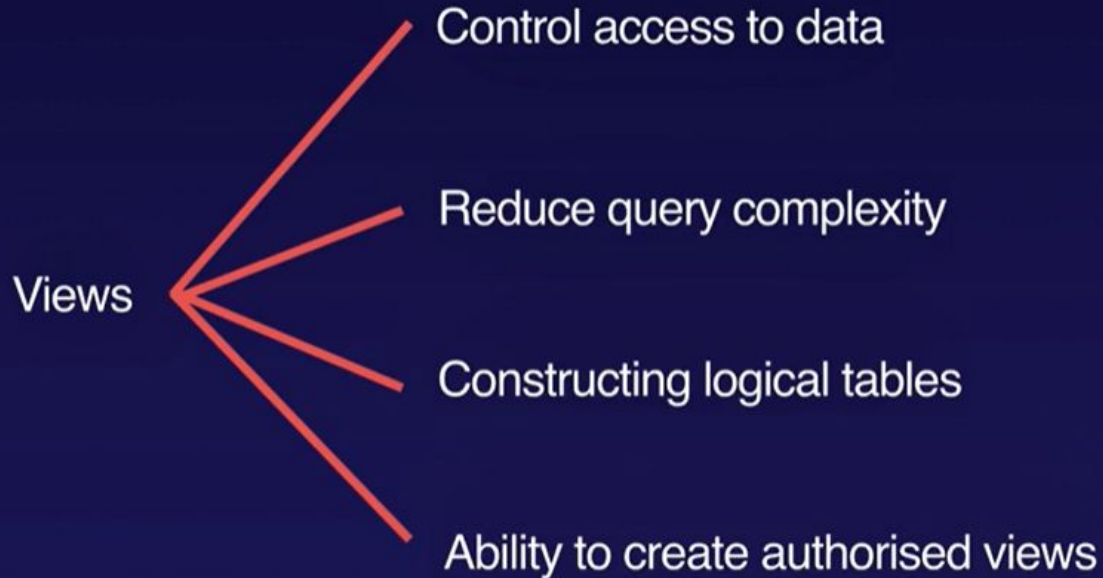 Control access to data
Reduce query complexity
Views
Constructing logical tables
Ability to create authorised views